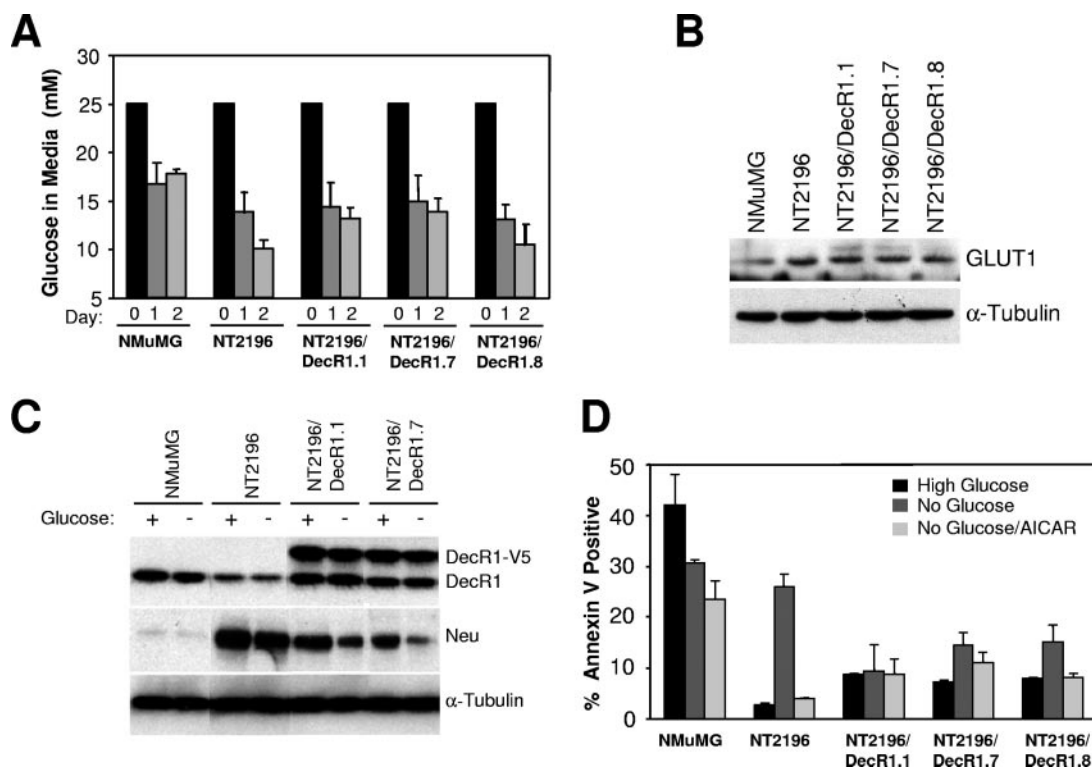 A
30
25
20
15
10
5
Glucose in Media (mM)
Day: 0 1 2 0 1 2 0 1 2 0 1 2 0 1 2
NMuMG NT2196 NT2196/ NT2196/ NT2196/
DecR1.1 DecR1.7 DecR1.8
B
NMuMG
NT2196
NT2196/DecR1.1
NT2196/DecR1.7
NT2196/DecR1.8
GLUT1
α-Tubulin
C
NMuMG
NT2196
NT2196/
DecR1.1
NT2196/
DecR1.7
Glucose: + - + - + - + -
DecR1-V5
DecR1
Neu
α-Tubulin
D
50
40
30
20
10
0
% Annexin V Positive
High Glucose
No Glucose
No Glucose/AICAR
NMuMG NT2196 NT2196/ NT2196/ NT2196/
DecR1.1 DecR1.7 DecR1.8